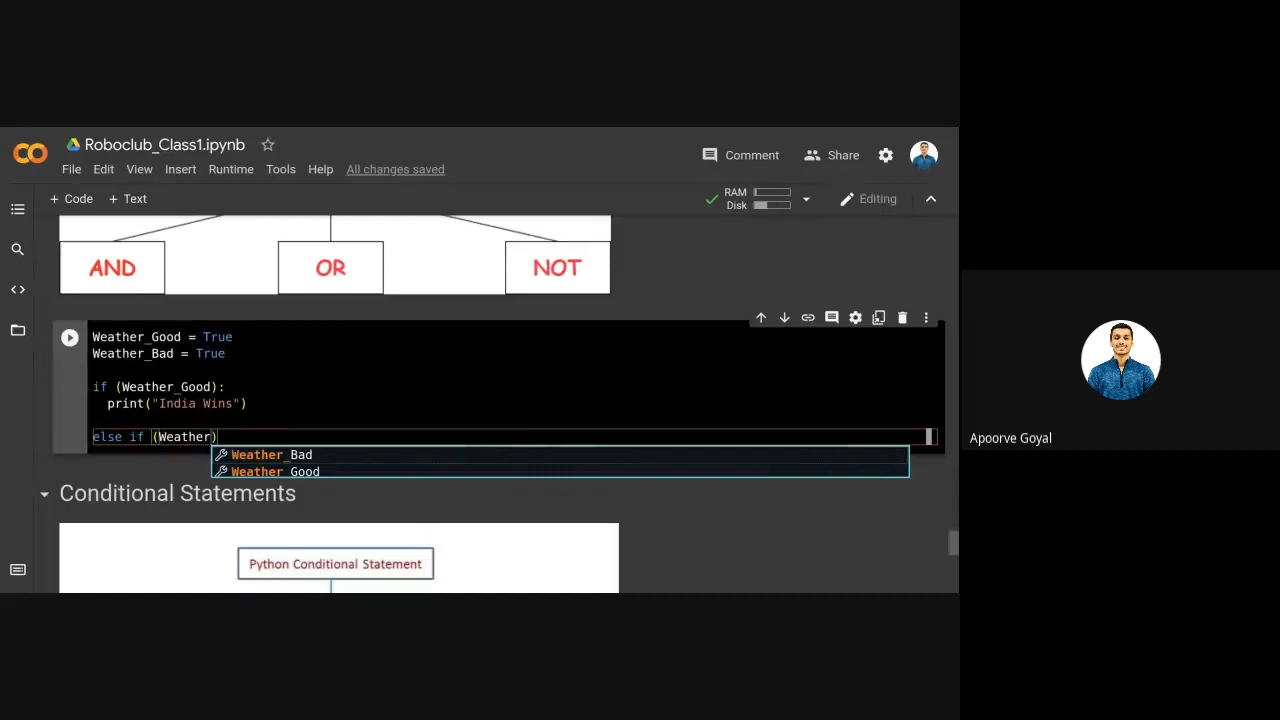 Roboclub_Class1.ipynb
File Edit View Insert Runtime Tools Help All changes saved
Comment Share
+ Code + Text
RAM
Disk
Editing
AND OR NOT
Weather_Good = True
Weather_Bad = True
if (Weather_Good):
print("India Wins")
else if (Weather)
Weather_Bad
Weather_Good
Conditional Statements
Python Conditional Statement
Apoorve Goyal